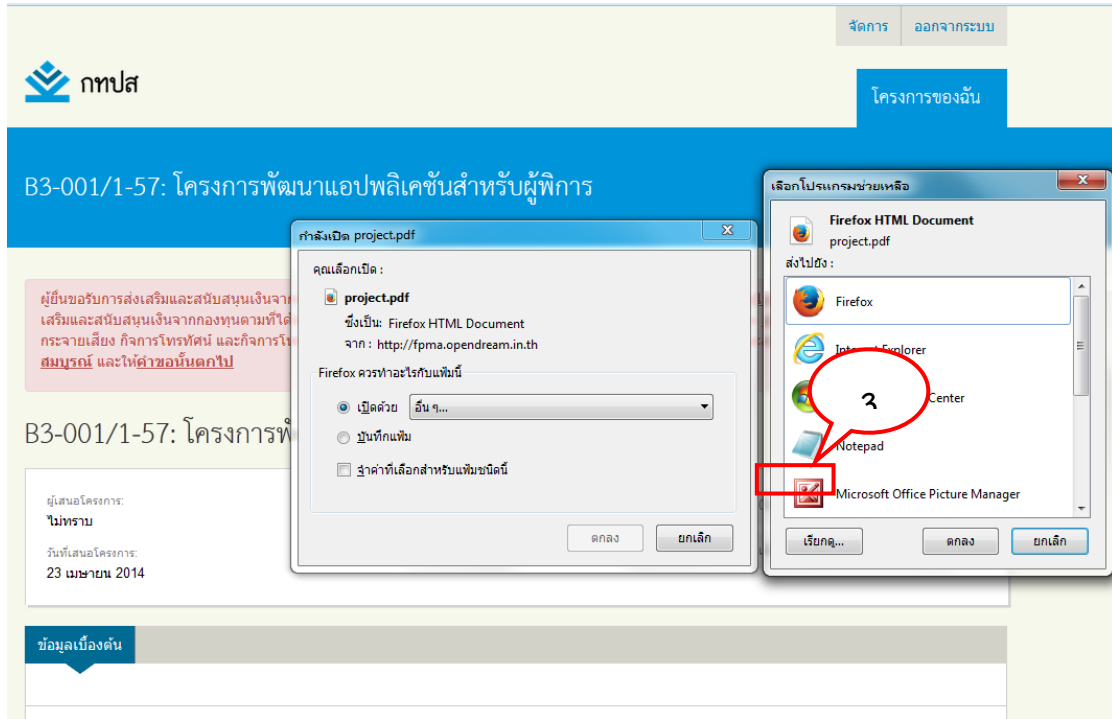 จัดการ ออกจากระบบ
กทปส
โครงการของฉัน
B3-001/1-57: โครงการพัฒนาแอปพลิเคชันสำหรับผู้พิการ
ผู้ยื่นขอรับการส่งเสริมและสนับสนุนเงินจาก
เสริมและสนับสนุนเงินจากกองทุนตามที่ได้
กระจายเสียง กิจการโทรทัศน์ และกิจการโท
สมบูรณ์ และให้คำขอนั้นตกไป
B3-001/1-57: โครงการพั
ผู้เสนอโครงการ:
ไม่ทราบ
วันที่เสนอโครงการ:
23 เมษายน 2014
ข้อมูลเบื้องต้น
กำลังเปิด project.pdf
คุณเลือกเปิด :
project.pdf
ซึ่งเป็น: Firefox HTML Document
จาก : http://fpma.opendream.in.th
Firefox ควรทำอะไรกับแฟ้มนี้
เปิดด้วย อื่น ๆ...
บันทึกแฟ้ม
จำค่าที่เลือกสำหรับแฟ้มชนิดนี้
ตกลง ยกเลิก
เลือกโปรแกรมช่วยเหลือ
Firefox HTML Document
project.pdf
ส่งไปยัง :
Firefox
Internet Explorer
Center
3
Notepad
Microsoft Office Picture Manager
เรียกดู... ตกลง ยกเลิก